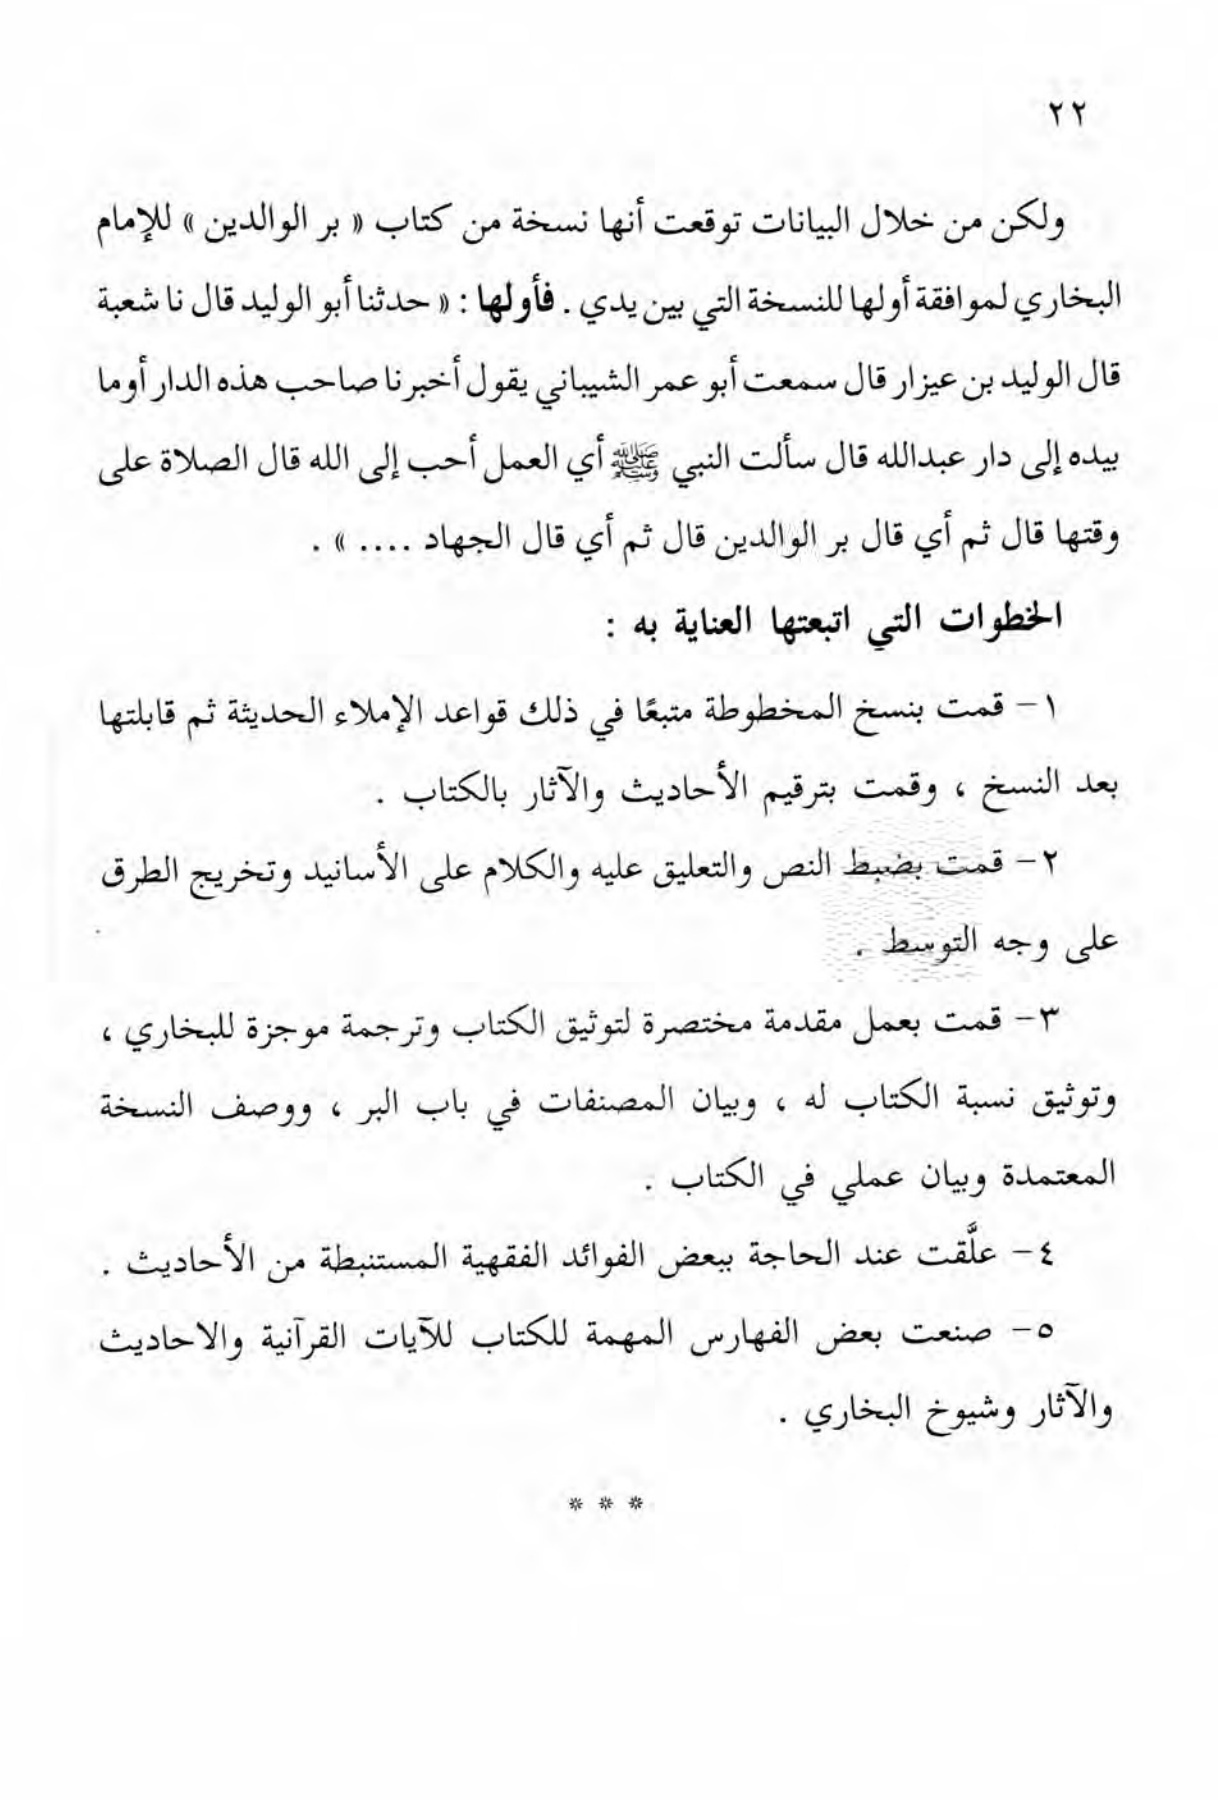 ٢٢
ولكن من خلال البيانات توقعت أنها نسخة من كتاب « بر الوالدين » للإمام
البخاري لموافقة أولها للنسخة التي بين يدي . فأولها : « حدثنا أبو الوليد قال نا شعبة
قال الوليد بن عيزار قال سمعت أبو عمر الشيباني يقول أخبرنا صاحب هذه الدار أوما
بيده إلى دار عبدالله قال سألت النبي ﷺ أي العمل أحب إلى الله قال الصلاة على
وقتها قال ثم أي قال بر الوالدين قال ثم أي قال الجهاد .... » .
الخطوات التي اتبعتها العناية به :
١- قمت بنسخ المخطوطة متبعًا في ذلك قواعد الإملاء الحديثة ثم قابلتها
بعد النسخ ، وقمت بترقيم الأحاديث والآثار بالكتاب .
٢- قمت بضبط النص والتعليق عليه والكلام على الأسانيد وتخريج الطرق
على وجه التوسط .
٣- قمت بعمل مقدمة مختصرة لتوثيق الكتاب وترجمة موجزة للبخاري ،
وتوثيق نسبة الكتاب له ، وبيان المصنفات في باب البر ، ووصف النسخة
المعتمدة وبيان عملي في الكتاب .
٤- علَّقت عند الحاجة ببعض الفوائد الفقهية المستنبطة من الأحاديث .
٥- صنعت بعض الفهارس المهمة للكتاب للآيات القرآنية والاحاديث
والآثار وشيوخ البخاري .
* * *